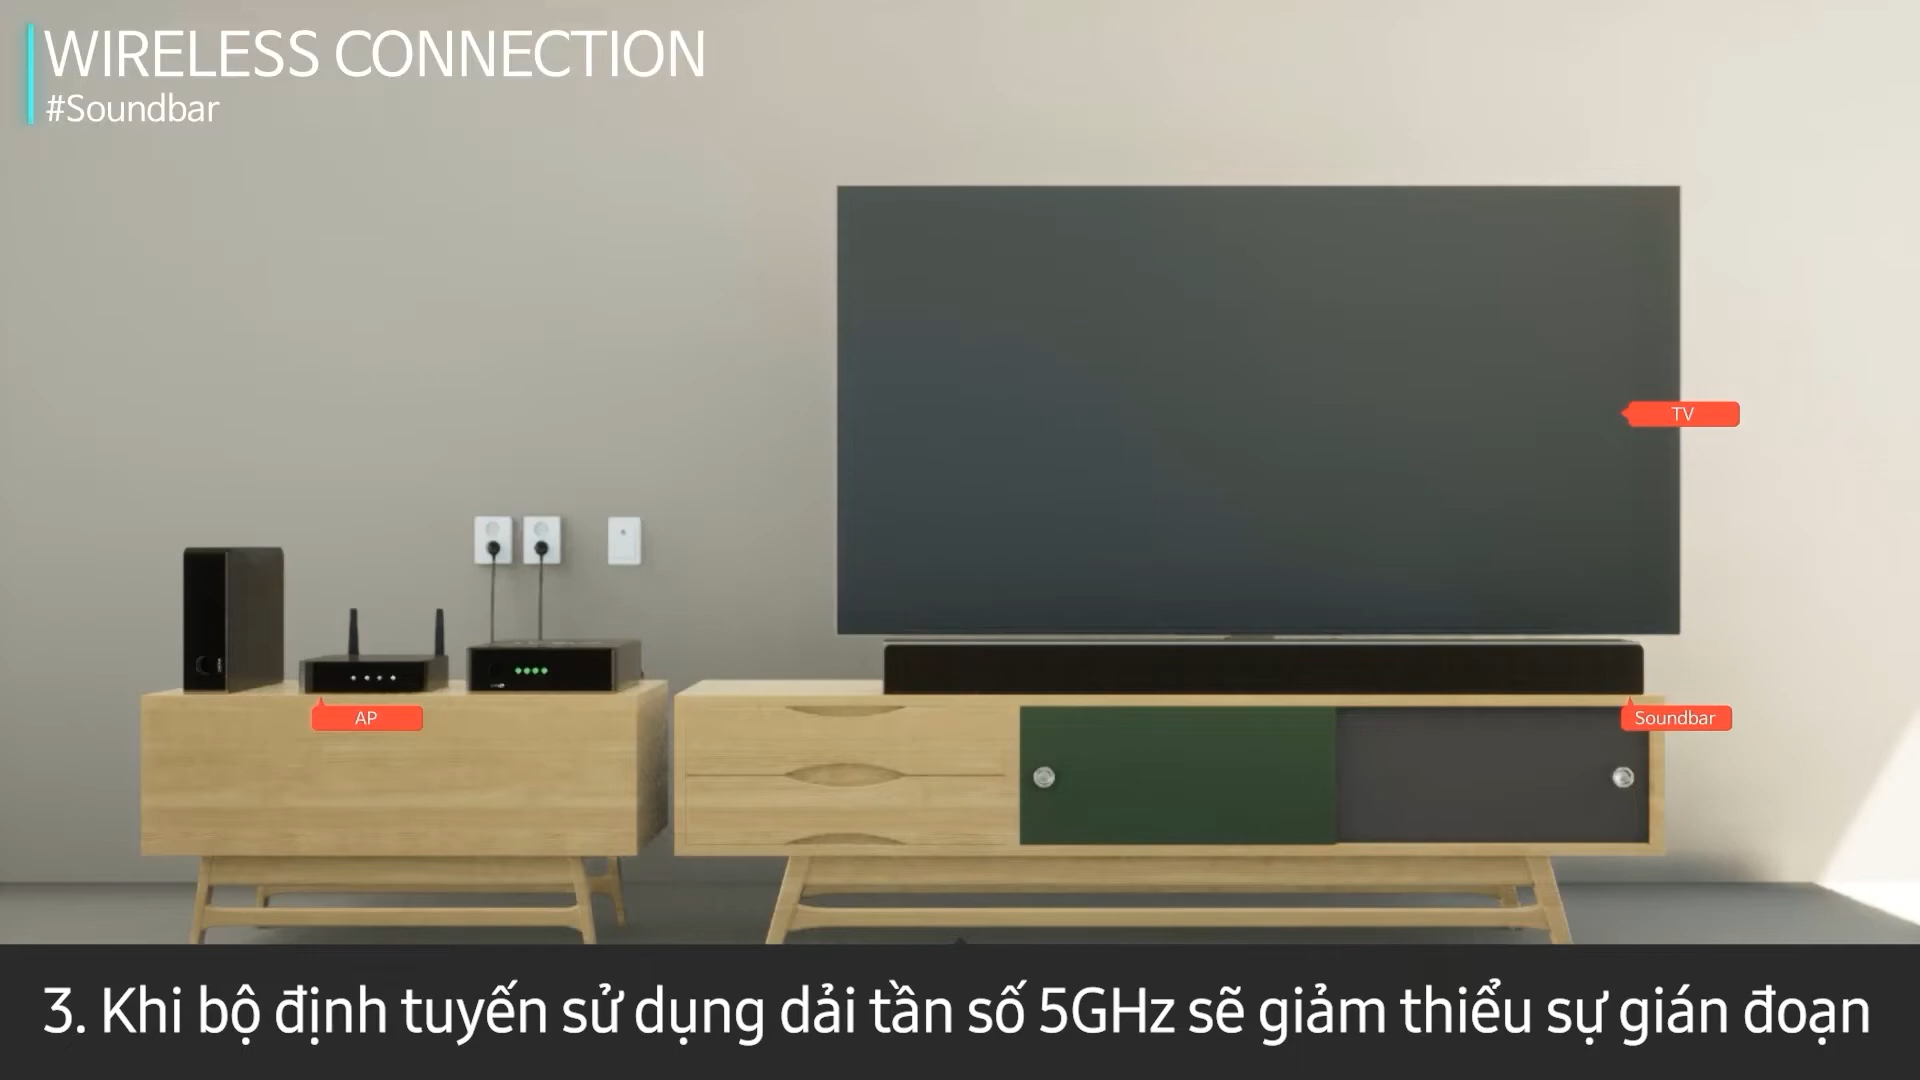 WIRELESS CONNECTION
#Soundbar
TV
AP
Soundbar
3. Khi bộ định tuyến sử dụng dải tần số 5GHz sẽ giảm thiểu sự gián đoạn